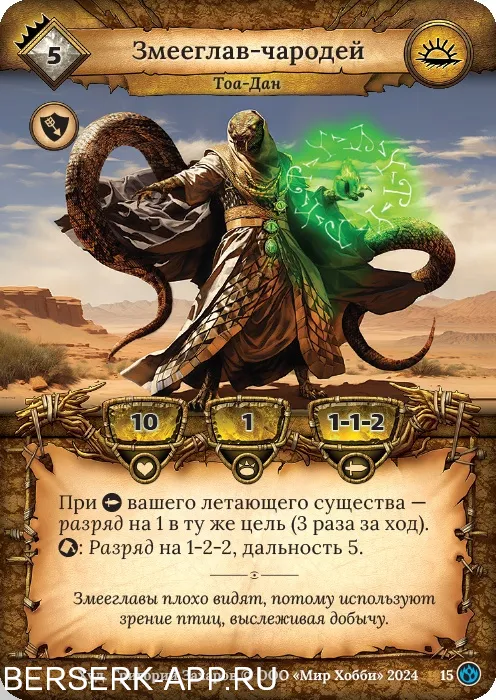 5
Змееглав-чародей
Тоа-Дан
10
1
1-1-2
При вашего летающего существа —
разряд на 1 в ту же цель (3 раза за ход).
: Разряд на 1-2-2, дальность 5.
Змееглавы плохо видят, потому используют
зрение птиц, выслеживая добычу.
Захаров © ООО «Мир Хобби» 2024
15
BERSERK-APP.RU